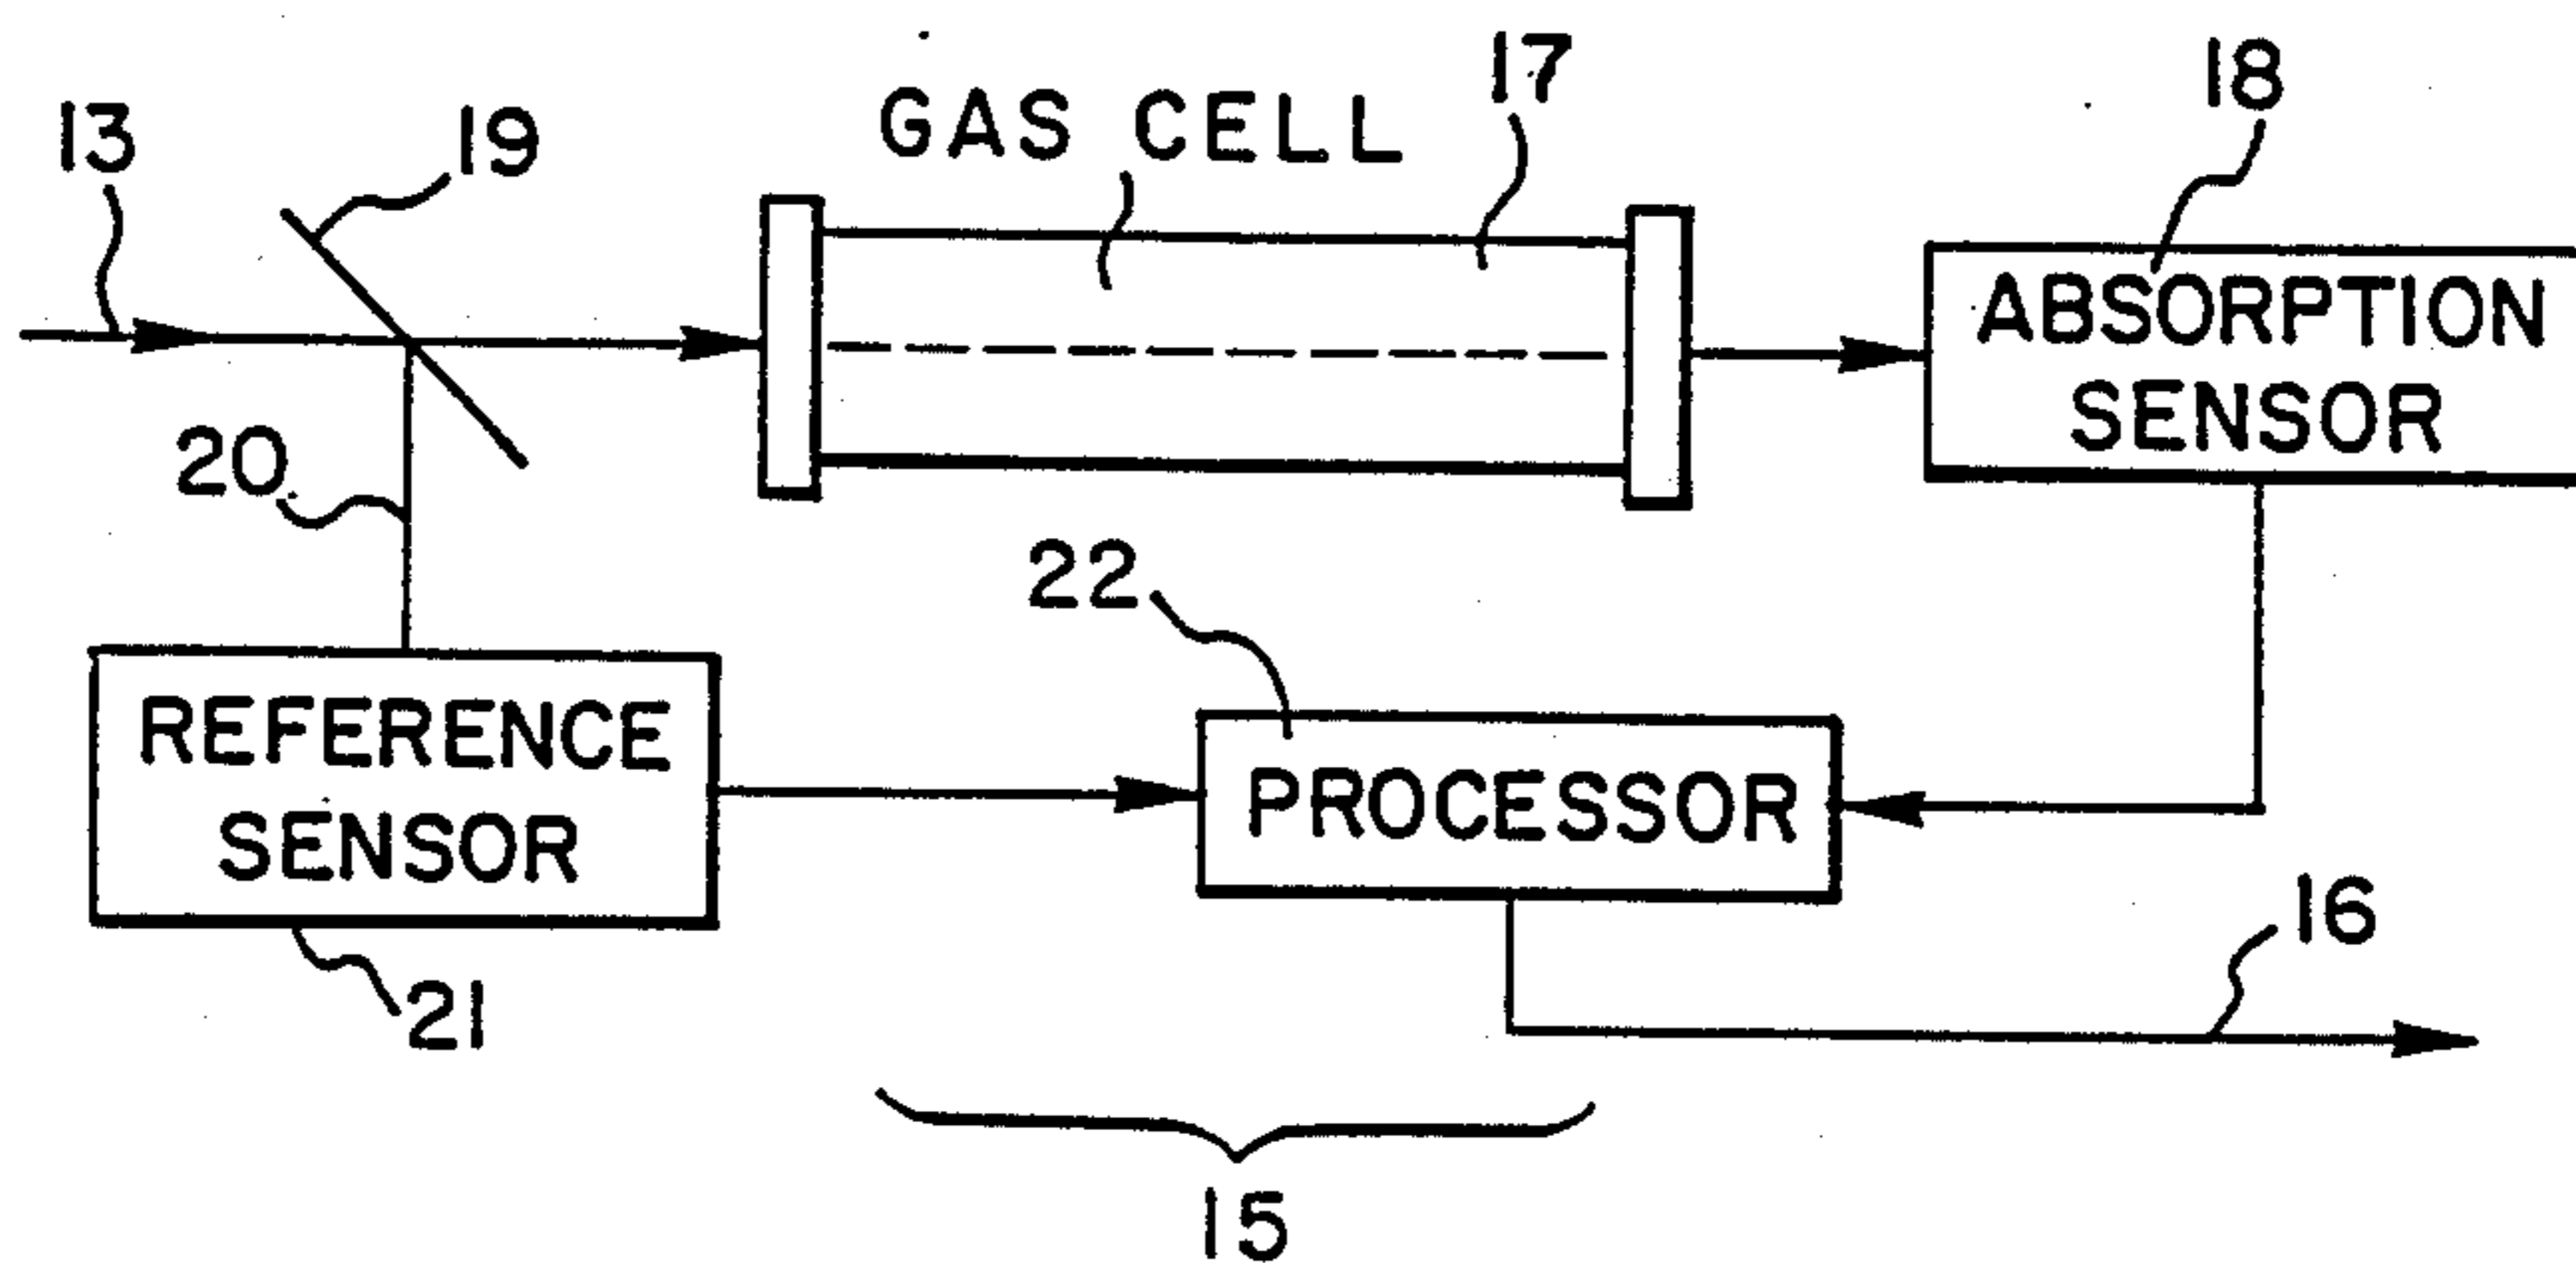 13
19
GAS CELL
17
18
ABSORPTION
SENSOR
20
22
REFERENCE
SENSOR
PROCESSOR
21
16
15